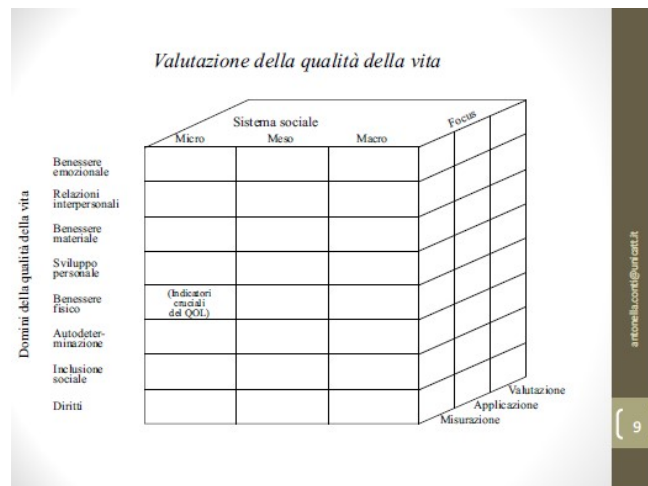 Valutazione della qualità della vita
Sistema sociale
Focus
Micro
Meso
Macro
Domini della qualità della vita
Benessere
emozionale
Relazioni
interpersonali
Benessere
materiale
Sviluppo
personale
Benessere
fisico
(Indicatori
cruciali
del QOL)
Autodeter-
minazione
Inclusione
sociale
Diritti
Valutazione
Applicazione
Misurazione
antonella.conti@unicatt.it
9